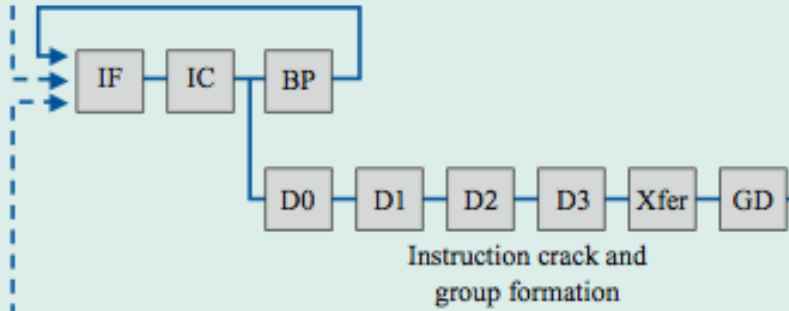 IF IC BP
D0 D1 D2 D3 Xfer GD
Instruction crack and
group formation